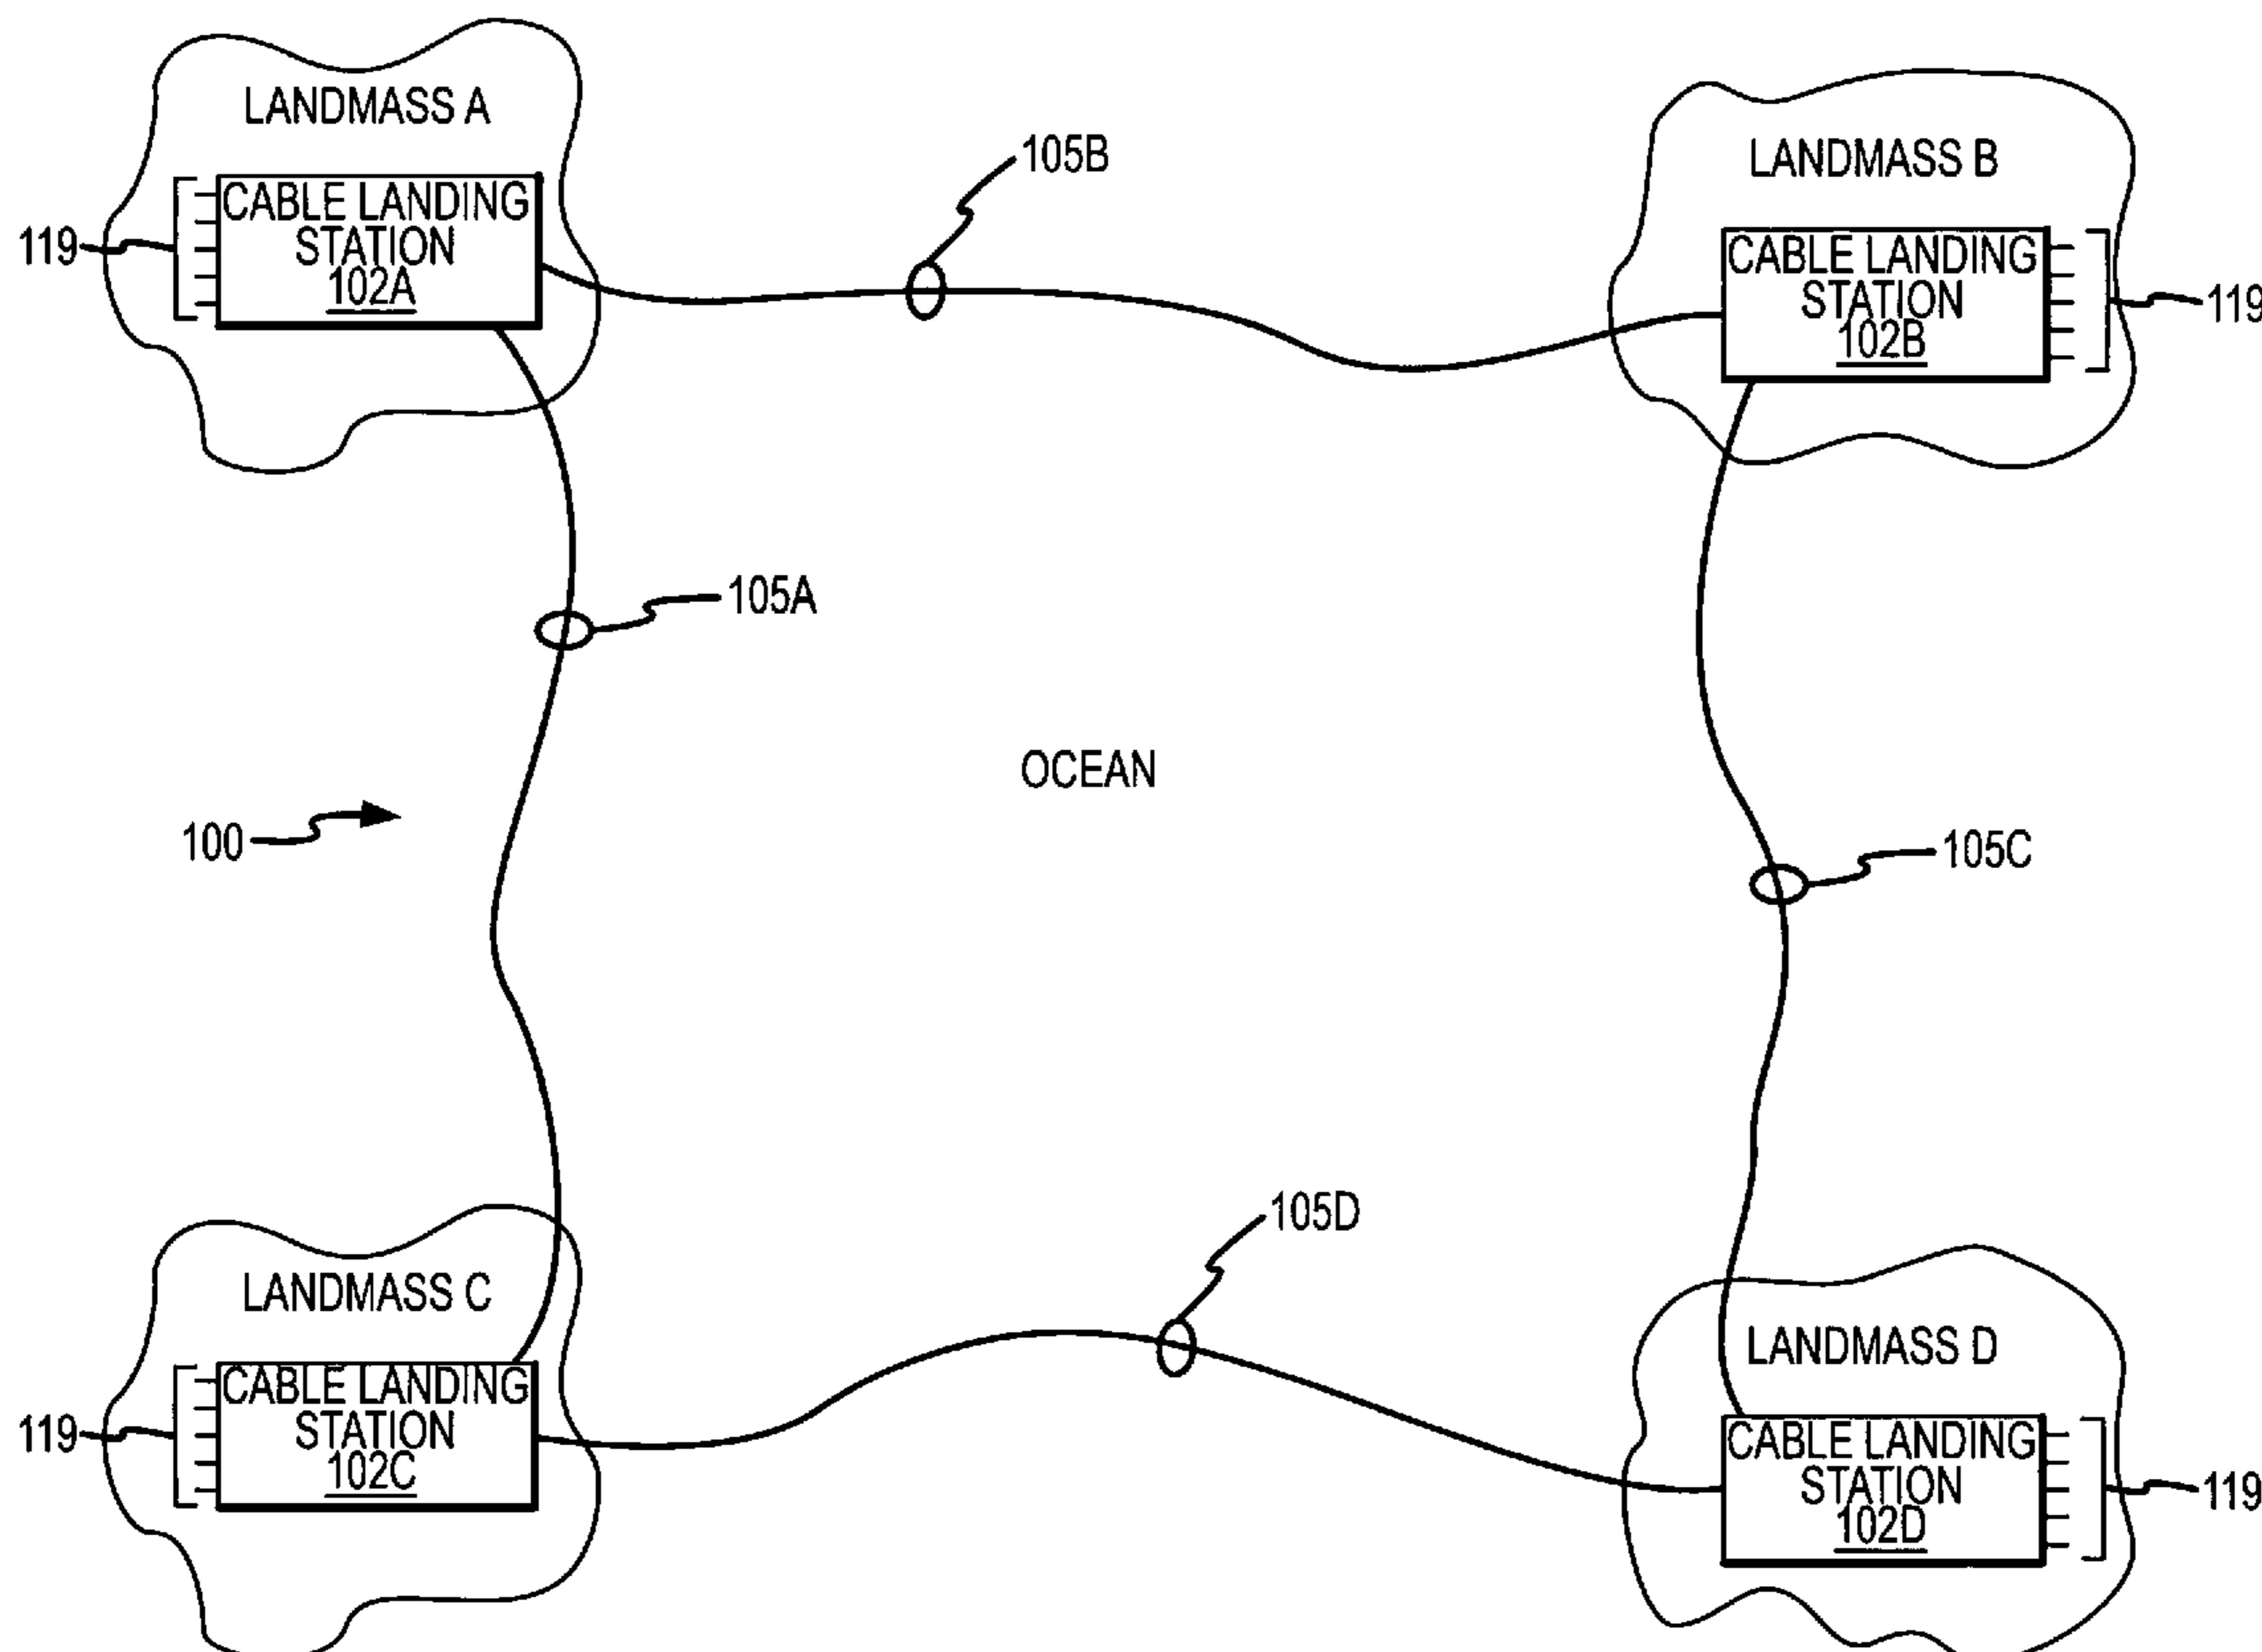 LANDMASS A
CABLE LANDING
STATION
102A
119
105B
LANDMASS B
CABLE LANDING
STATION
102B
119
105A
OCEAN
100
105C
105D
LANDMASS C
CABLE LANDING
STATION
102C
119
LANDMASS D
CABLE LANDING
STATION
102D
119